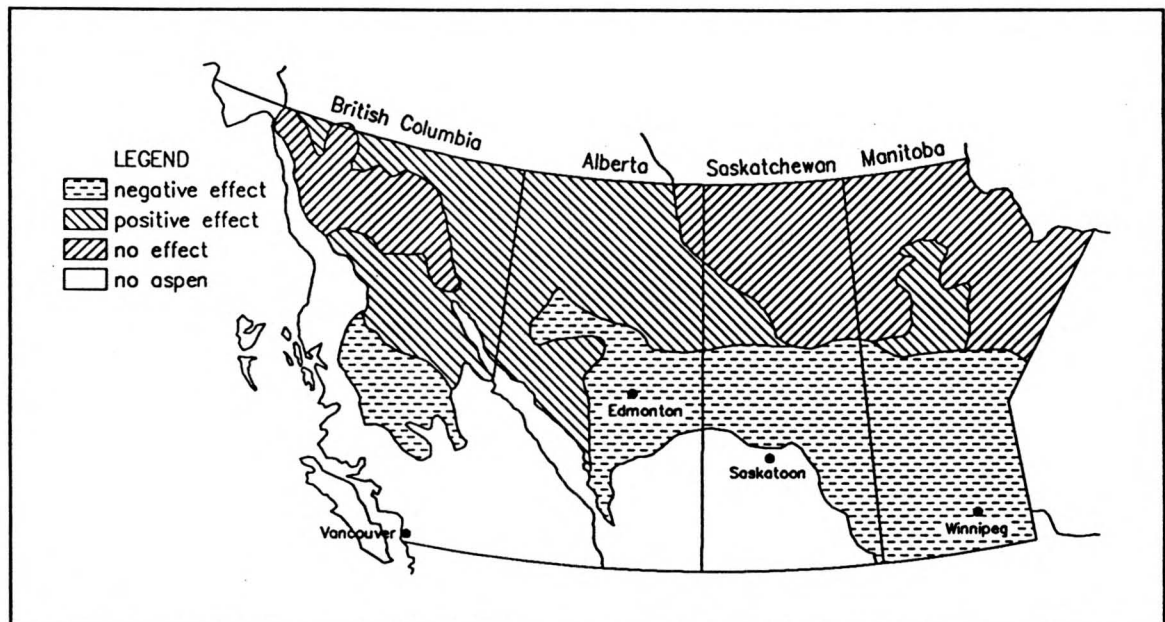 British Columbia
Alberta
Saskatchewan
Manitoba
LEGEND
negative effect
positive effect
no effect
no aspen
Edmonton
Saskatoon
Vancouver
Winnipeg